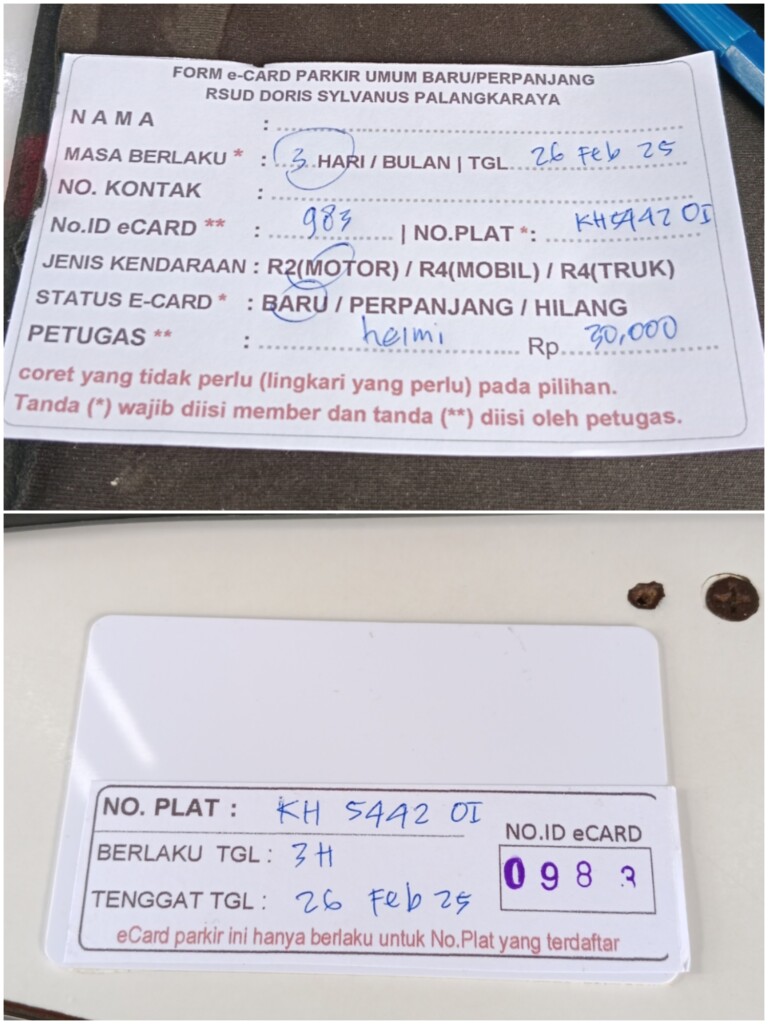 FORM e-CARD PARKIR UMUM BARU/PERPANJANG
RSUD DORIS SYLVANUS PALANGKARAYA
NAMA :
MASA BERLAKU * : 3 HARI / BULAN | TGL 26 Feb 25
NO. KONTAK :
No.ID eCARD ** : 983 | NO.PLAT *: KH 5442 OI
JENIS KENDARAAN : R2(MOTOR) / R4(MOBIL) / R4(TRUK)
STATUS E-CARD * : BARU / PERPANJANG / HILANG
PETUGAS ** : helmi Rp 30,000
coret yang tidak perlu (lingkari yang perlu) pada pilihan.
Tanda (*) wajib diisi member dan tanda (**) diisi oleh petugas.
NO. PLAT : KH 5442 OI
NO.ID eCARD
BERLAKU TGL : 3H
0983
TENGGAT TGL : 26 Feb 25
eCard parkir ini hanya berlaku untuk No.Plat yang terdaftar